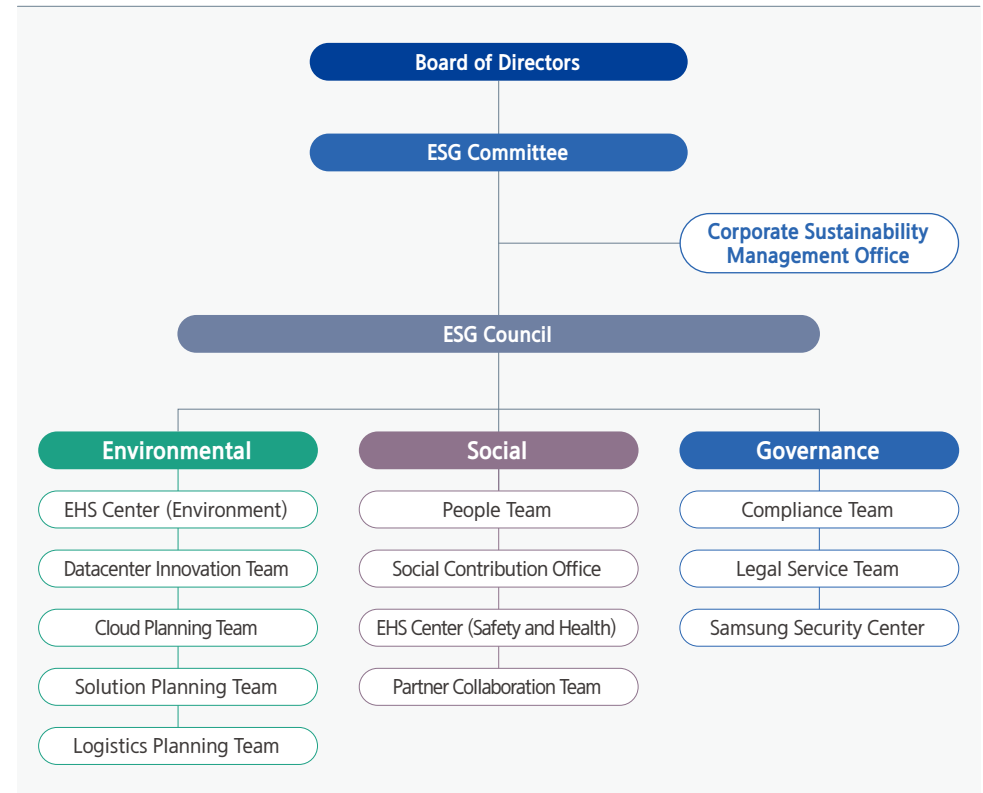 Board of Directors
ESG Committee
Corporate Sustainability
Management Office
ESG Council
Environmental
EHS Center (Environment)
Datacenter Innovation Team
Cloud Planning Team
Solution Planning Team
Logistics Planning Team
Social
People Team
Social Contribution Office
EHS Center (Safety and Health)
Partner Collaboration Team
Governance
Compliance Team
Legal Service Team
Samsung Security Center